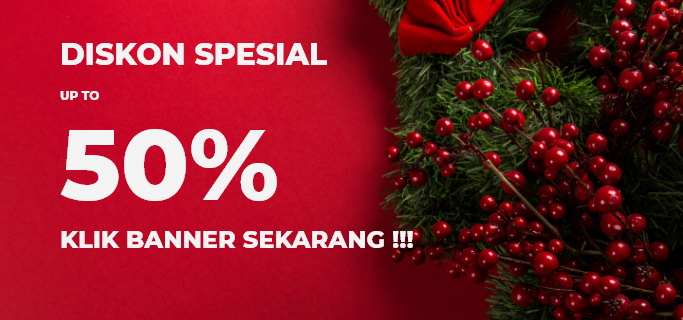 DISKON SPESIAL
UP TO
50%
KLIK BANNER SEKARANG !!!